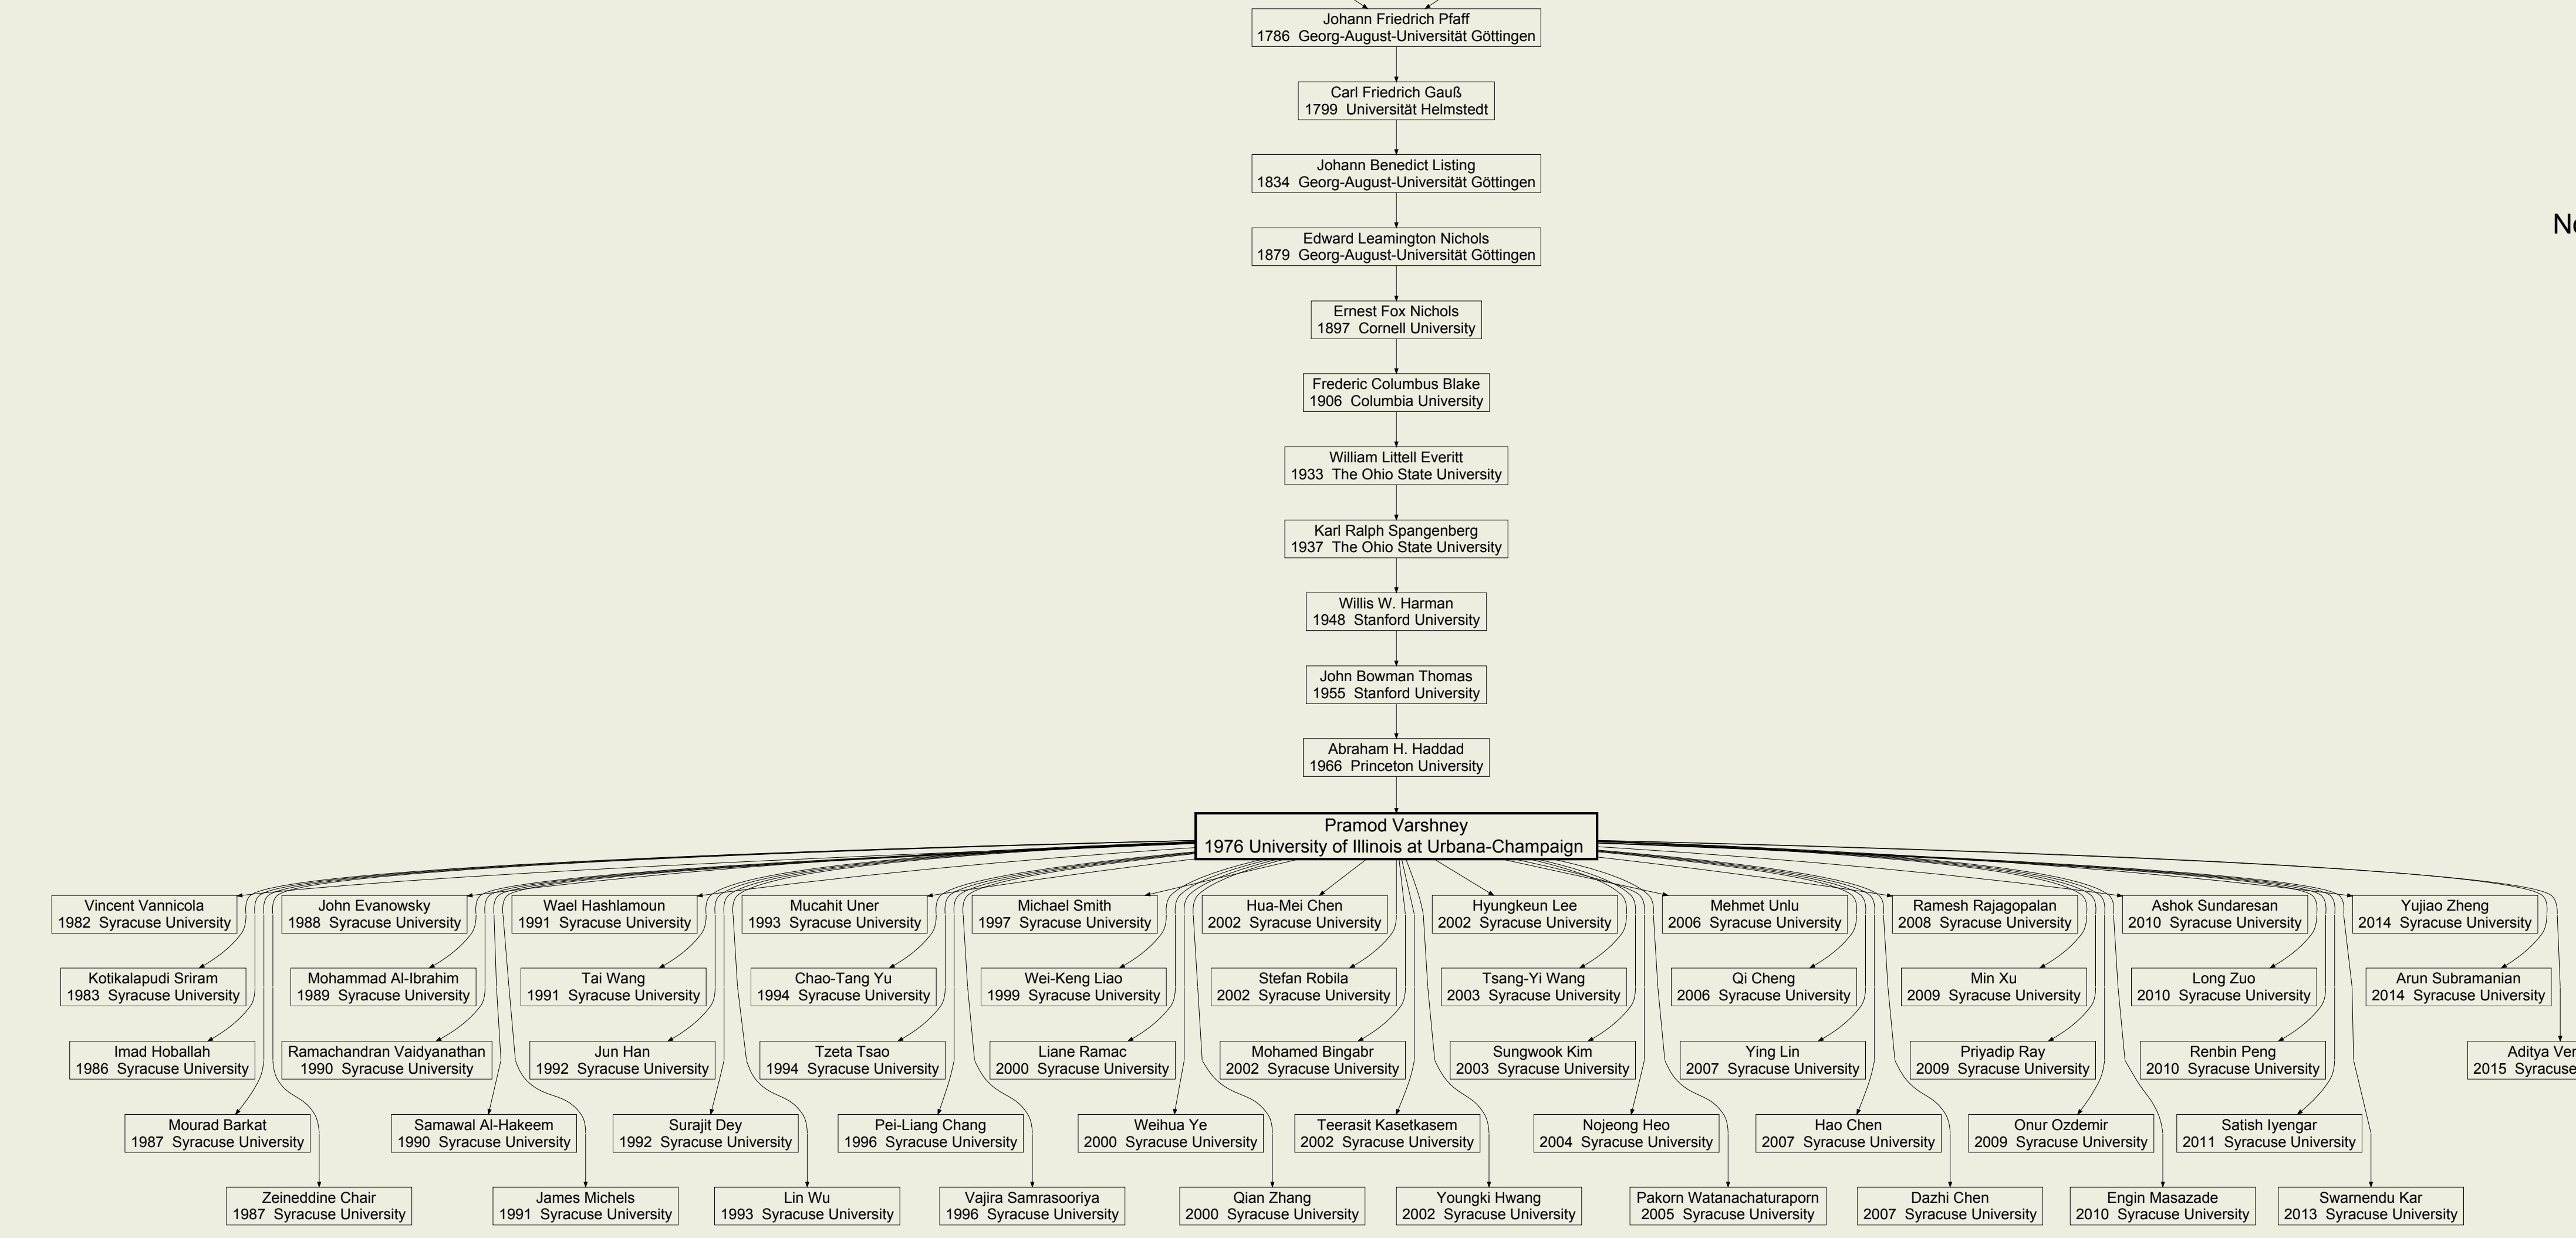 Johann Friedrich Pfaff
1786 Georg-August-Universität Göttingen
Carl Friedrich Gauß
1799 Universität Helmstedt
Johann Benedict Listing
1834 Georg-August-Universität Göttingen
Edward Leamington Nichols
1879 Georg-August-Universität Göttingen
Ernest Fox Nichols
1897 Cornell University
Frederic Columbus Blake
1906 Columbia University
William Littell Everitt
1933 The Ohio State University
Karl Ralph Spangenberg
1937 The Ohio State University
Willis W. Harman
1948 Stanford University
John Bowman Thomas
1955 Stanford University
Abraham H. Haddad
1966 Princeton University
Pramod Varshney
1976 University of Illinois at Urbana-Champaign
Vincent Vannicola
1982 Syracuse University
John Evanowsky
1988 Syracuse University
Wael Hashlamoun
1991 Syracuse University
Mucahit Uner
1993 Syracuse University
Michael Smith
1997 Syracuse University
Hua-Mei Chen
2002 Syracuse University
Hyungkeun Lee
2002 Syracuse University
Mehmet Unlu
2006 Syracuse University
Ramesh Rajagopalan
2008 Syracuse University
Ashok Sundaresan
2010 Syracuse University
Yujiao Zheng
2014 Syracuse University
Kotikalapudi Sriram
1983 Syracuse University
Mohammad Al-Ibrahim
1989 Syracuse University
Tai Wang
1991 Syracuse University
Chao-Tang Yu
1994 Syracuse University
Wei-Keng Liao
1999 Syracuse University
Stefan Robila
2002 Syracuse University
Tsang-Yi Wang
2003 Syracuse University
Qi Cheng
2006 Syracuse University
Min Xu
2009 Syracuse University
Long Zuo
2010 Syracuse University
Arun Subramanian
2014 Syracuse University
Imad Hoballah
1986 Syracuse University
Ramachandran Vaidyanathan
1990 Syracuse University
Jun Han
1992 Syracuse University
Tzeta Tsao
1994 Syracuse University
Liane Ramac
2000 Syracuse University
Mohamed Bingabr
2002 Syracuse University
Sungwook Kim
2003 Syracuse University
Ying Lin
2007 Syracuse University
Priyadip Ray
2009 Syracuse University
Renbin Peng
2010 Syracuse University
Aditya
2015 Syracuse
Mourad Barkat
1987 Syracuse University
Samawal Al-Hakeem
1990 Syracuse University
Surajit Dey
1992 Syracuse University
Pei-Liang Chang
1996 Syracuse University
Weihua Ye
2000 Syracuse University
Teerasit Kasetkasem
2002 Syracuse University
Nojeong Heo
2004 Syracuse University
Hao Chen
2007 Syracuse University
Onur Ozdemir
2009 Syracuse University
Satish Iyengar
2011 Syracuse University
Zeineddine Chair
1987 Syracuse University
James Michels
1991 Syracuse University
Lin Wu
1993 Syracuse University
Vajira Samrasooriya
1996 Syracuse University
Qian Zhang
2000 Syracuse University
Youngki Hwang
2002 Syracuse University
Pakorn Watanachaturaporn
2005 Syracuse University
Dazhi Chen
2007 Syracuse University
Engin Masazade
2010 Syracuse University
Swarnendu Kar
2013 Syracuse University